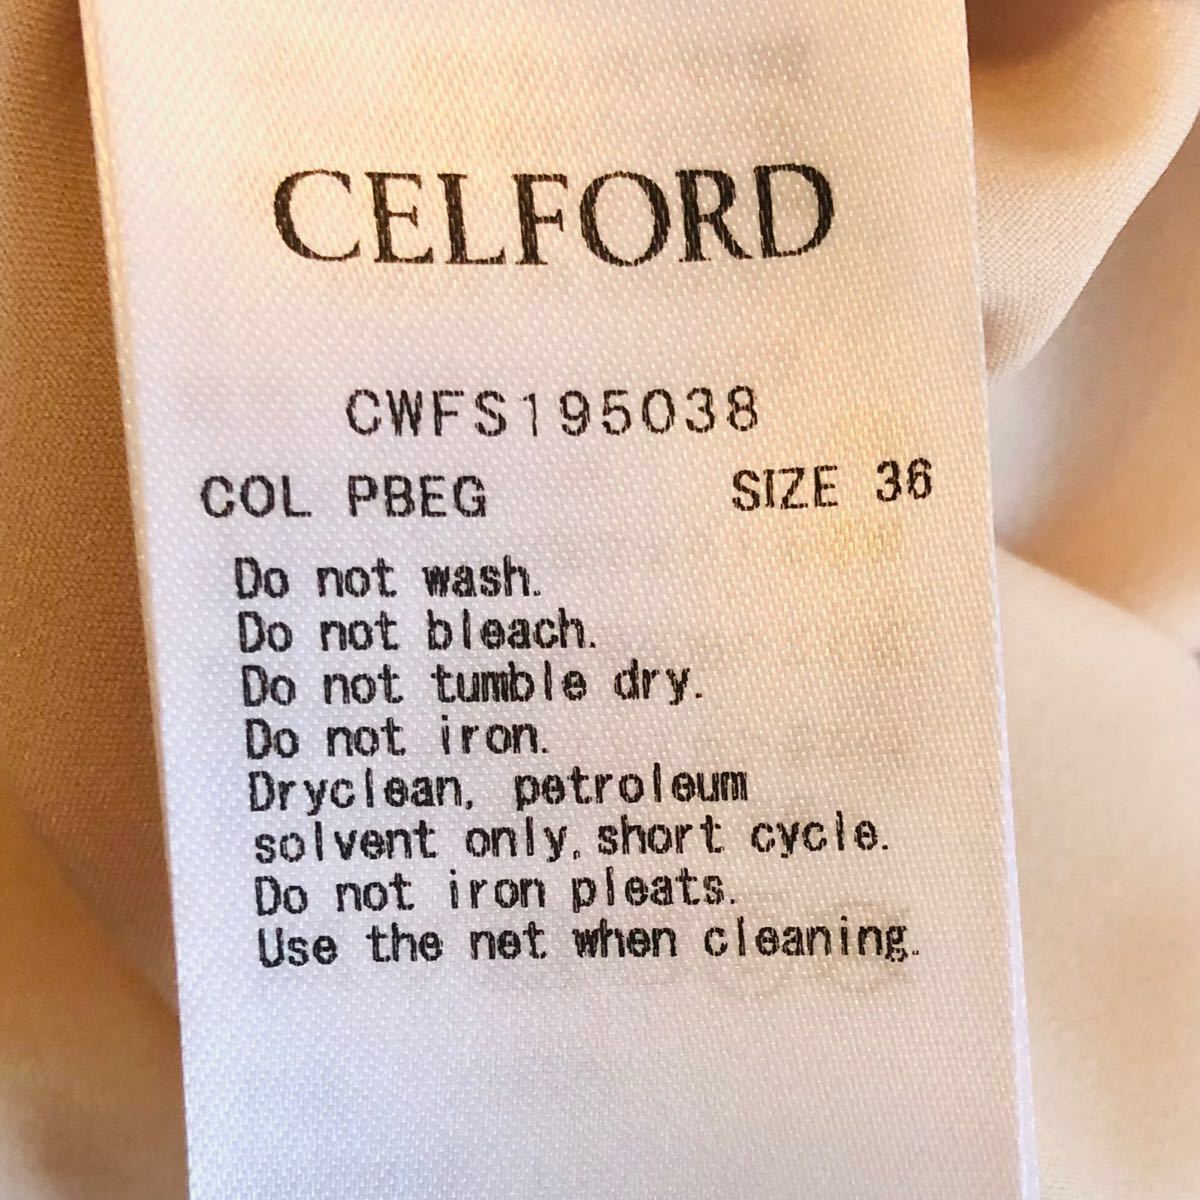 CELFORD
CWFS195038
COL PBEG SIZE 36
Do not wash.
Do not bleach.
Do not tumble dry.
Do not iron.
Dryclean, petroleum
solvent only,short cycle.
Do not iron pleats.
Use the net when cleaning.